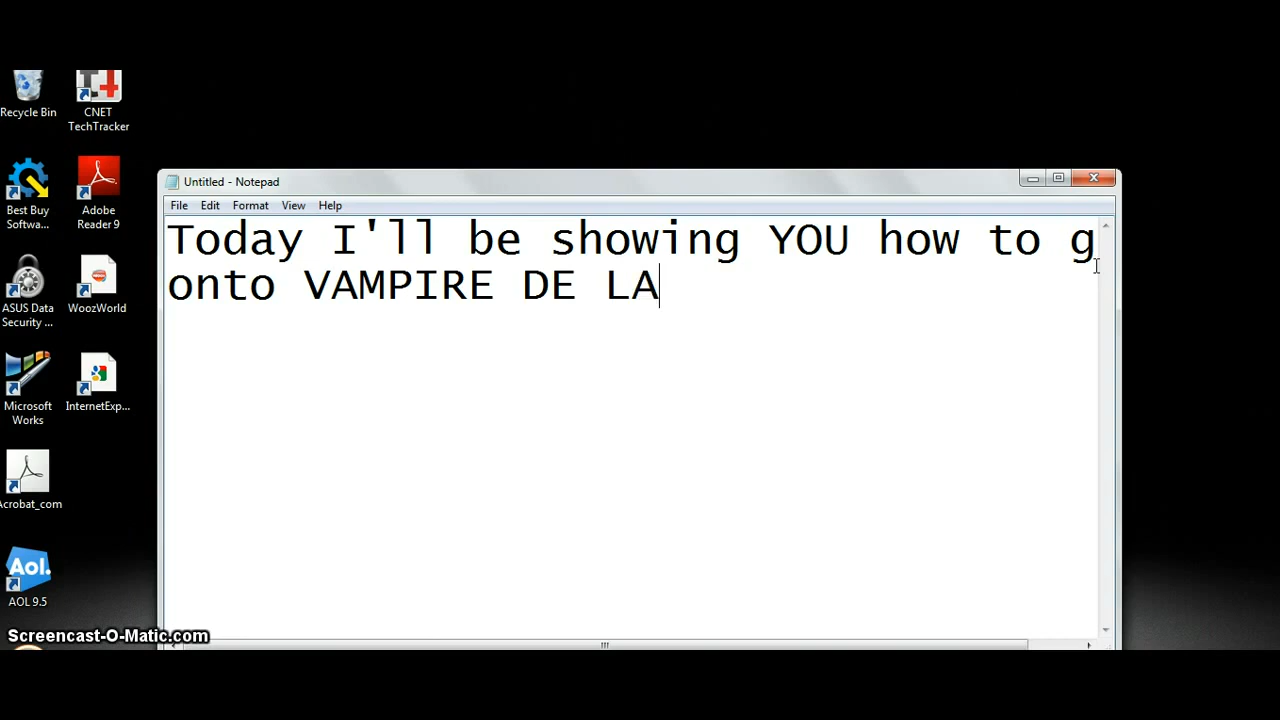 Recycle Bin
CNET
TechTracker
Best Buy
Softwa...
Adobe
Reader 9
ASUS Data
Security ...
WoozWorld
Microsoft
Works
InternetExp...
Acrobat_com
Aol.
AOL 9.5
Untitled - Notepad
File Edit Format View Help
Today I'll be showing YOU how to g
onto VAMPIRE DE LA
Screencast-O-Matic.com